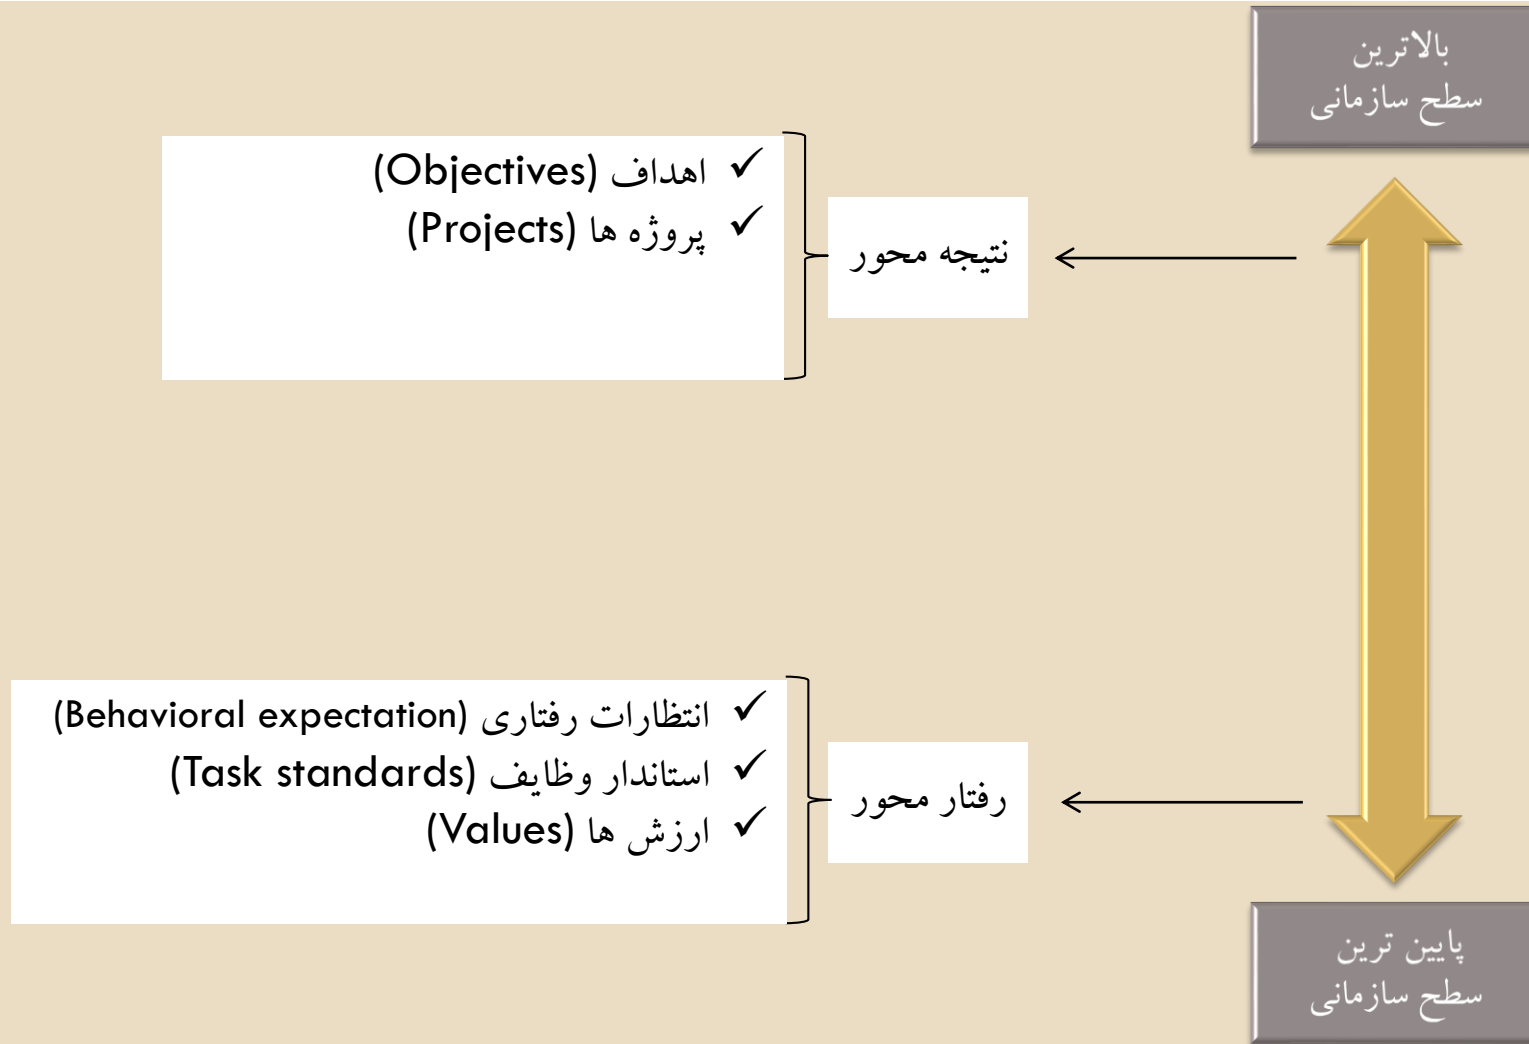 بالاترین
سطح سازمانی
نتیجه محور
✓ اهداف (Objectives)
✓ پروژه ها (Projects)
رفتار محور
✓ انتظارات رفتاری (Behavioral expectation)
✓ استاندار وظایف (Task standards)
✓ ارزش ها (Values)
پایین ترین
سطح سازمانی